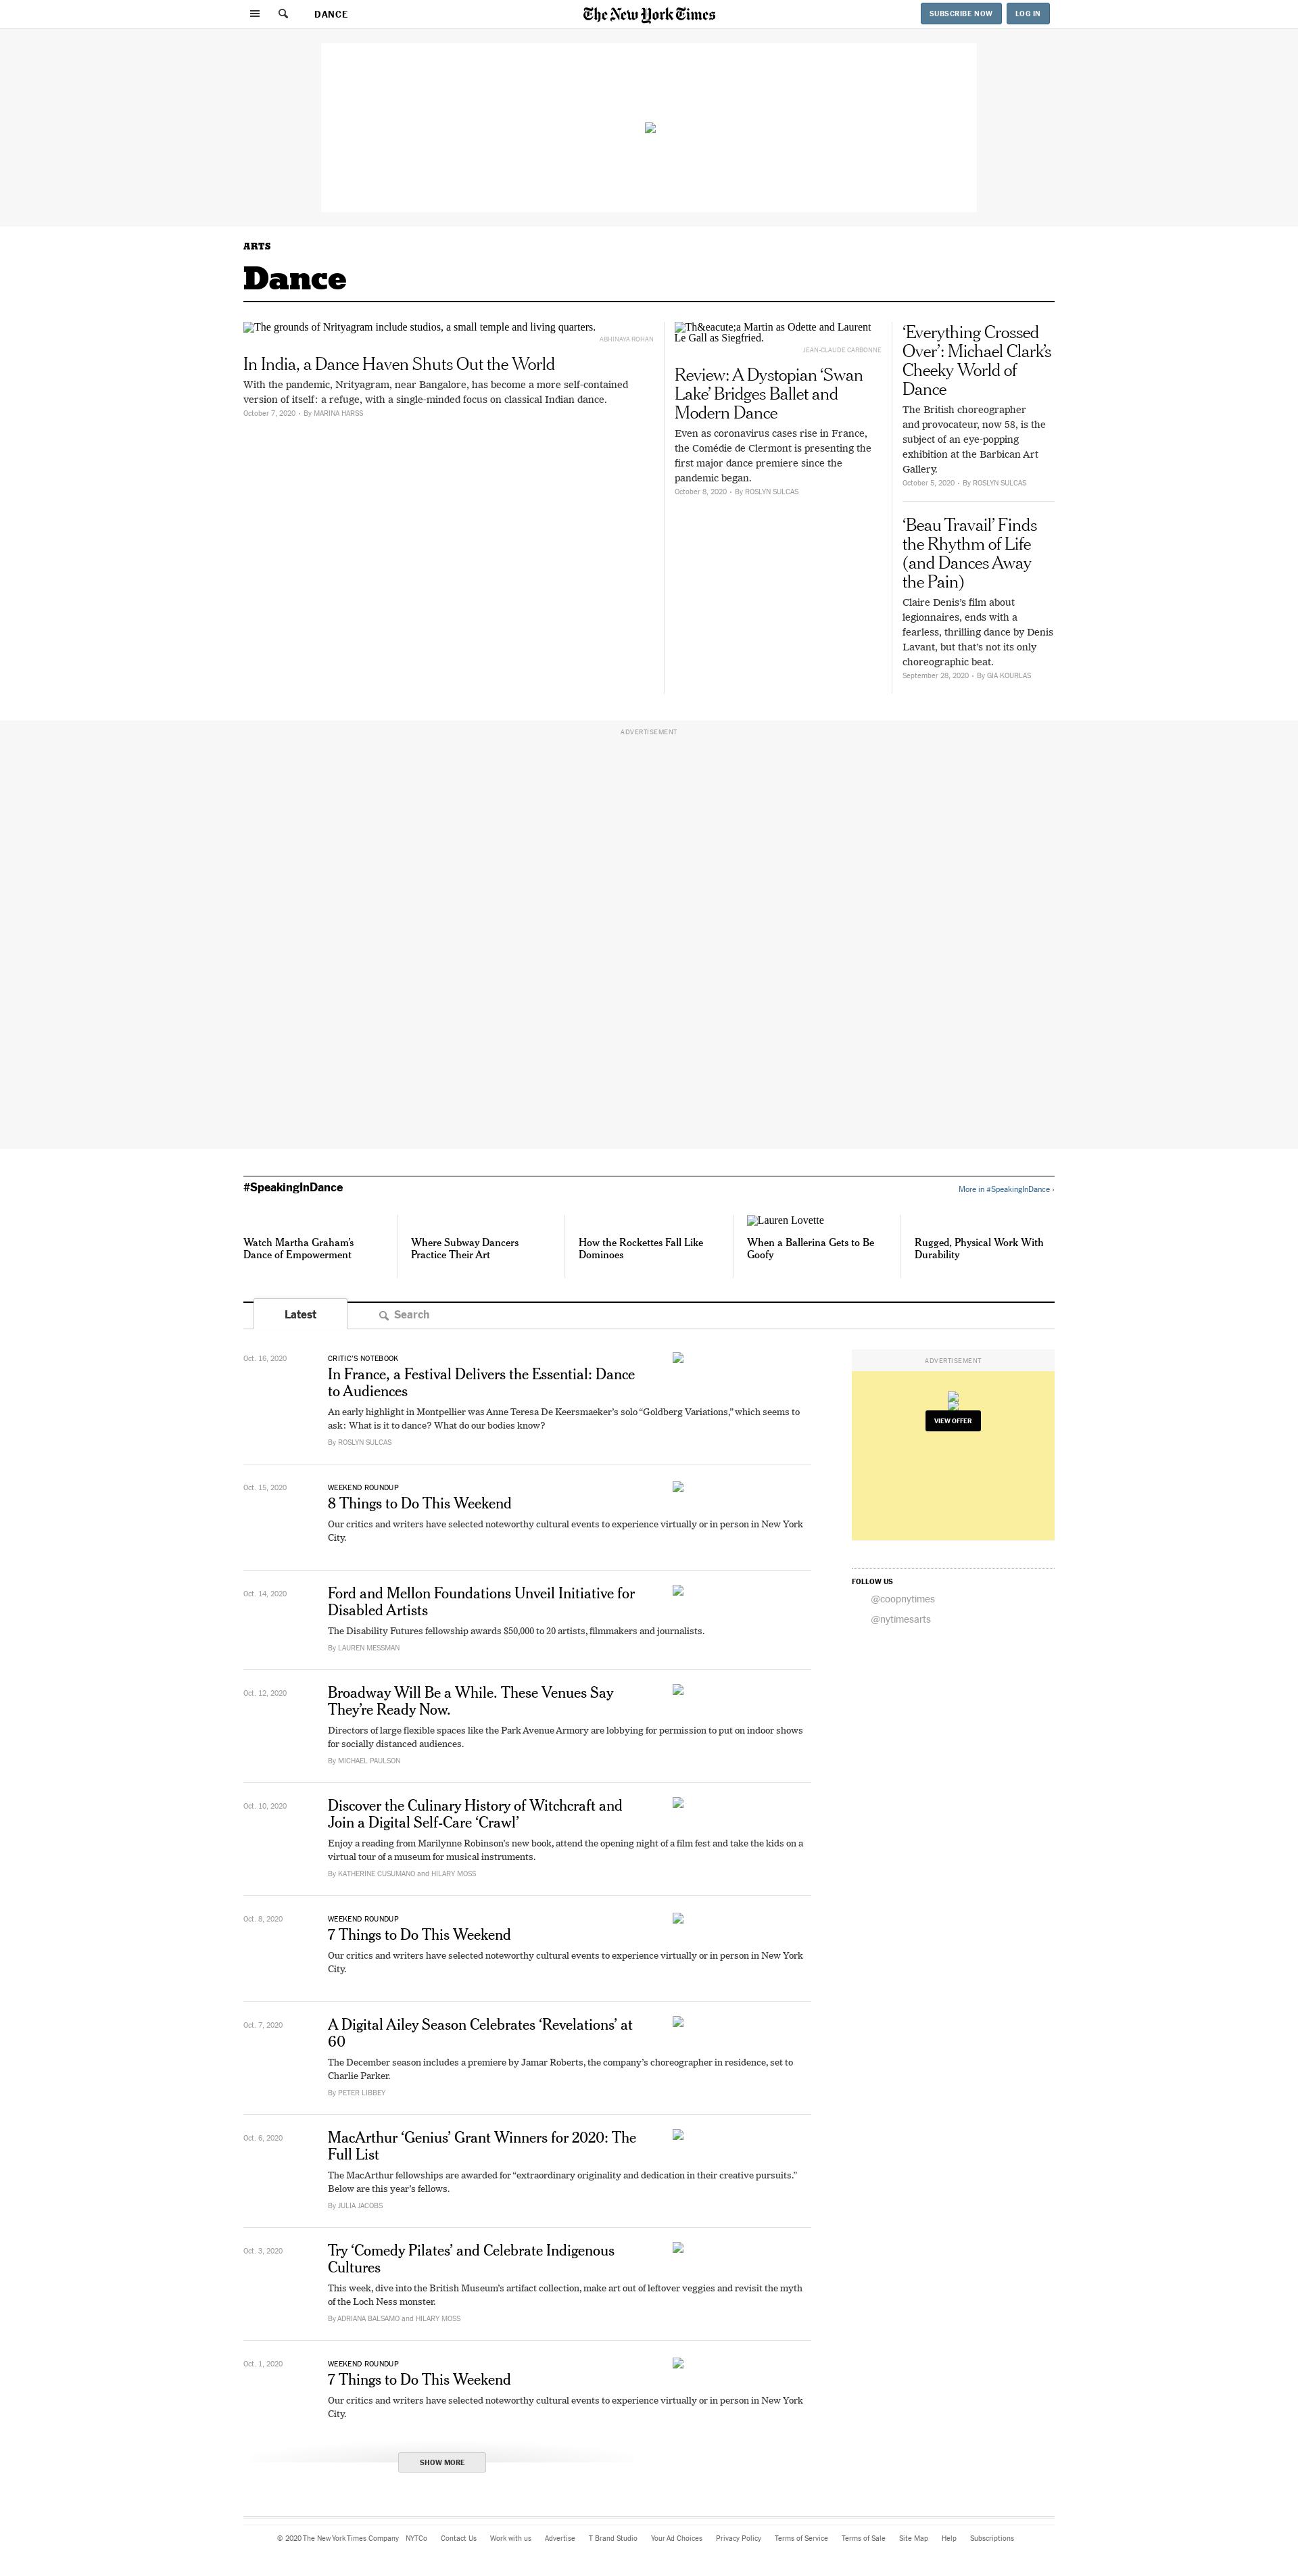 DANCE
The New York Times
SUBSCRIBE NOW
LOG IN
ARTS
Dance
The grounds of Nrityagram include studios, a small temple and living quarters.
ABHINAYA ROHAN
In India, a Dance Haven Shuts Out the World
With the pandemic, Nrityagram, near Bangalore, has become a more self-contained
version of itself: a refuge, with a single-minded focus on classical Indian dance.
October 7, 2020 · By MARINA HARSS
Th&eacute;a Martin as Odette and Laurent
Le Gall as Siegfried.
JEAN-CLAUDE CARBONNE
Review: A Dystopian ‘Swan
Lake’ Bridges Ballet and
Modern Dance
Even as coronavirus cases rise in France,
the Comédie de Clermont is presenting the
first major dance premiere since the
pandemic began.
October 8, 2020 · By ROSLYN SULCAS
‘Everything Crossed
Over’: Michael Clark’s
Cheeky World of
Dance
The British choreographer
and provocateur, now 58, is the
subject of an eye-popping
exhibition at the Barbican Art
Gallery.
October 5, 2020 · By ROSLYN SULCAS
‘Beau Travail’ Finds
the Rhythm of Life
(and Dances Away
the Pain)
Claire Denis’s film about
legionnaires, ends with a
fearless, thrilling dance by Denis
Lavant, but that’s not its only
choreographic beat.
September 28, 2020 · By GIA KOURLAS
ADVERTISEMENT
#SpeakingInDance
More in #SpeakingInDance ›
Watch Martha Graham’s
Dance of Empowerment
Where Subway Dancers
Practice Their Art
How the Rockettes Fall Like
Dominoes
Lauren Lovette
When a Ballerina Gets to Be
Goofy
Rugged, Physical Work With
Durability
Latest
Search
Oct. 16, 2020
CRITIC’S NOTEBOOK
In France, a Festival Delivers the Essential: Dance
to Audiences
An early highlight in Montpellier was Anne Teresa De Keersmaeker’s solo “Goldberg Variations,” which seems to
ask: What is it to dance? What do our bodies know?
By ROSLYN SULCAS
Oct. 15, 2020
WEEKEND ROUNDUP
8 Things to Do This Weekend
Our critics and writers have selected noteworthy cultural events to experience virtually or in person in New York
City.
Oct. 14, 2020
Ford and Mellon Foundations Unveil Initiative for
Disabled Artists
The Disability Futures fellowship awards $50,000 to 20 artists, filmmakers and journalists.
By LAUREN MESSMAN
Oct. 12, 2020
Broadway Will Be a While. These Venues Say
They’re Ready Now.
Directors of large flexible spaces like the Park Avenue Armory are lobbying for permission to put on indoor shows
for socially distanced audiences.
By MICHAEL PAULSON
Oct. 10, 2020
Discover the Culinary History of Witchcraft and
Join a Digital Self-Care ‘Crawl’
Enjoy a reading from Marilynne Robinson’s new book, attend the opening night of a film fest and take the kids on a
virtual tour of a museum for musical instruments.
By KATHERINE CUSUMANO and HILARY MOSS
Oct. 8, 2020
WEEKEND ROUNDUP
7 Things to Do This Weekend
Our critics and writers have selected noteworthy cultural events to experience virtually or in person in New York
City.
Oct. 7, 2020
A Digital Ailey Season Celebrates ‘Revelations’ at
60
The December season includes a premiere by Jamar Roberts, the company’s choreographer in residence, set to
Charlie Parker.
By PETER LIBBEY
Oct. 6, 2020
MacArthur ‘Genius’ Grant Winners for 2020: The
Full List
The MacArthur fellowships are awarded for “extraordinary originality and dedication in their creative pursuits.”
Below are this year’s fellows.
By JULIA JACOBS
Oct. 3, 2020
Try ‘Comedy Pilates’ and Celebrate Indigenous
Cultures
This week, dive into the British Museum’s artifact collection, make art out of leftover veggies and revisit the myth
of the Loch Ness monster.
By ADRIANA BALSAMO and HILARY MOSS
Oct. 1, 2020
WEEKEND ROUNDUP
7 Things to Do This Weekend
Our critics and writers have selected noteworthy cultural events to experience virtually or in person in New York
City.
SHOW MORE
ADVERTISEMENT
VIEW OFFER
FOLLOW US
@coopnytimes
@nytimesarts
© 2020 The New York Times Company NYTCo Contact Us Work with us Advertise T Brand Studio Your Ad Choices Privacy Policy Terms of Service Terms of Sale Site Map Help Subscriptions